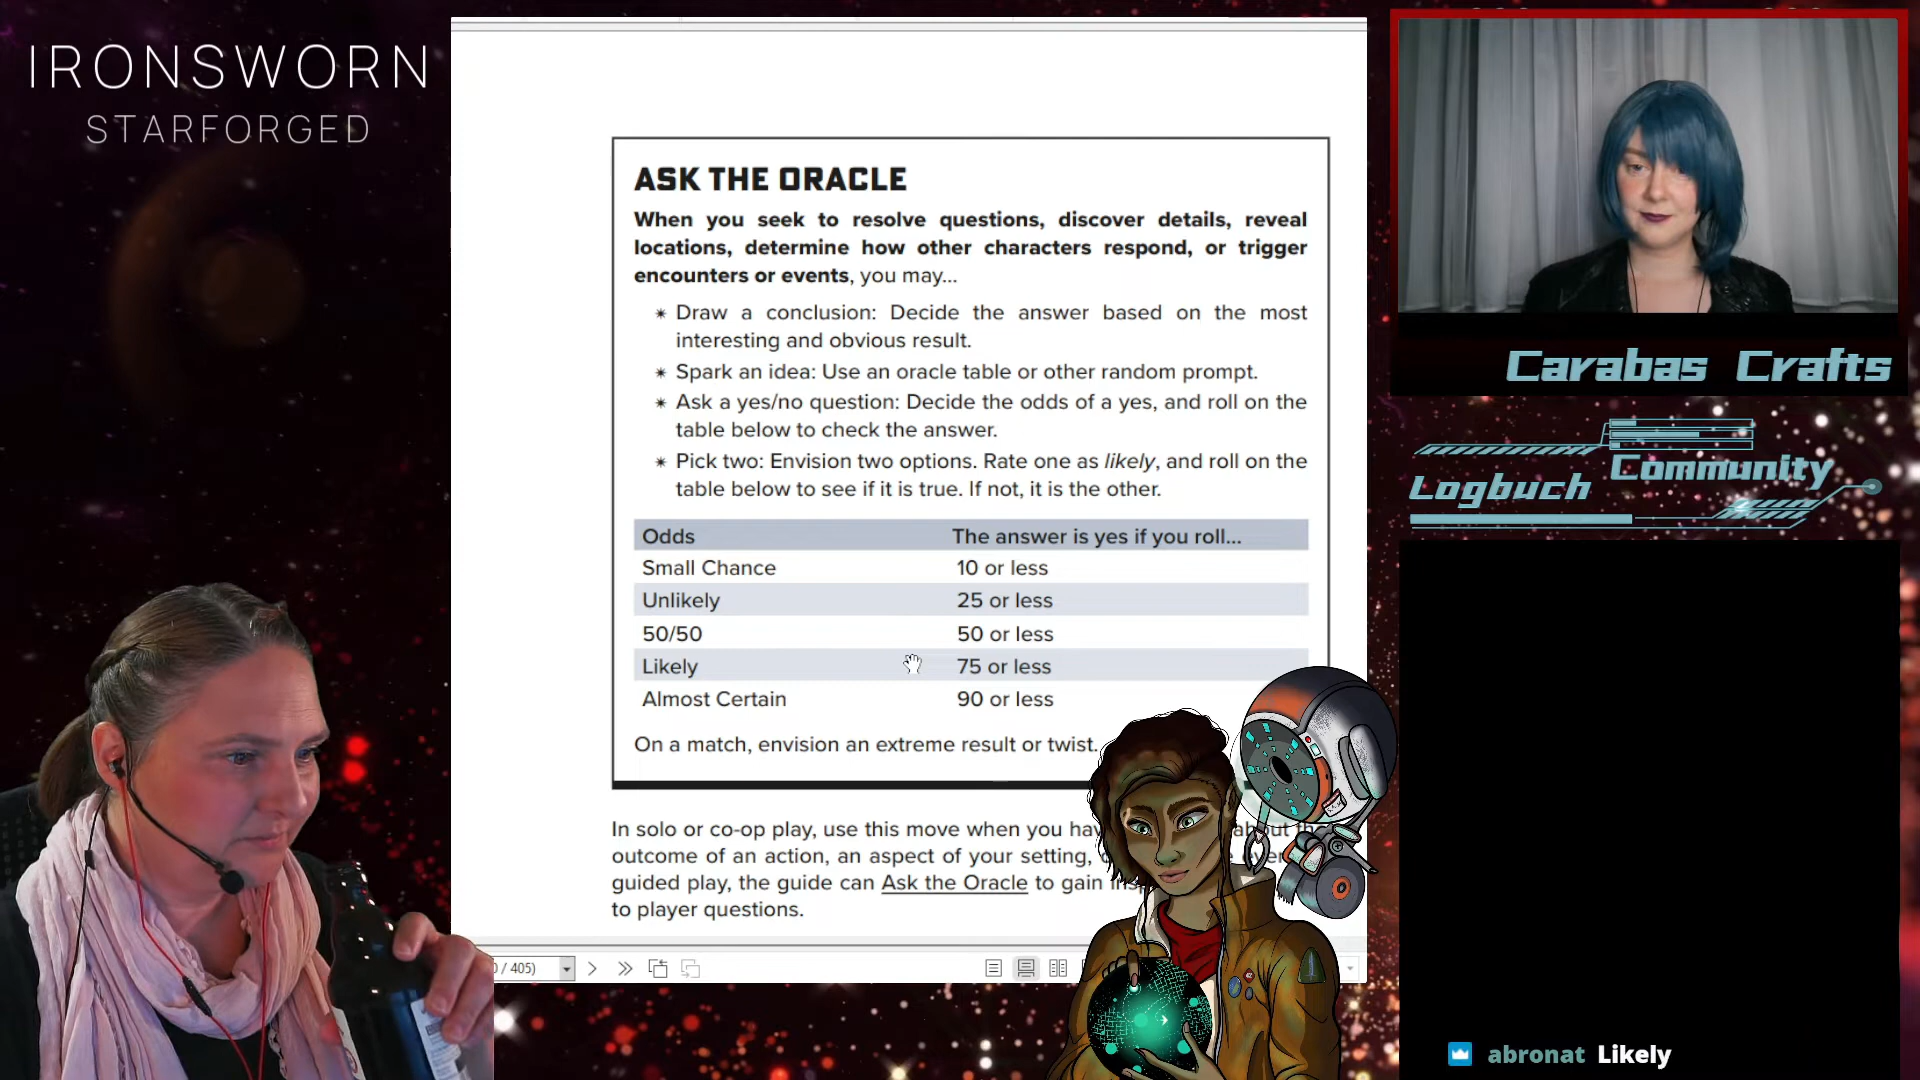 IRONSWORN
STARFORGED
ASK THE ORACLE
When you seek to resolve questions, discover details, reveal
locations, determine how other characters respond, or trigger
encounters or events, you may...
✴ Draw a conclusion: Decide the answer based on the most
interesting and obvious result.
✴ Spark an idea: Use an oracle table or other random prompt.
✴ Ask a yes/no question: Decide the odds of a yes, and roll on the
table below to check the answer.
✴ Pick two: Envision two options. Rate one as likely, and roll on the
table below to see if it is true. If not, it is the other.
Odds The answer is yes if you roll...
Small Chance 10 or less
Unlikely 25 or less
50/50 50 or less
Likely 75 or less
Almost Certain 90 or less
On a match, envision an extreme result or twist.
In solo or co-op play, use this move when you about
outcome of an action, an aspect of your setting,
guided play, the guide can Ask the Oracle to gain
to player questions.
/ 405)
Carabas Crafts
Logbuch
Community
abronat Likely